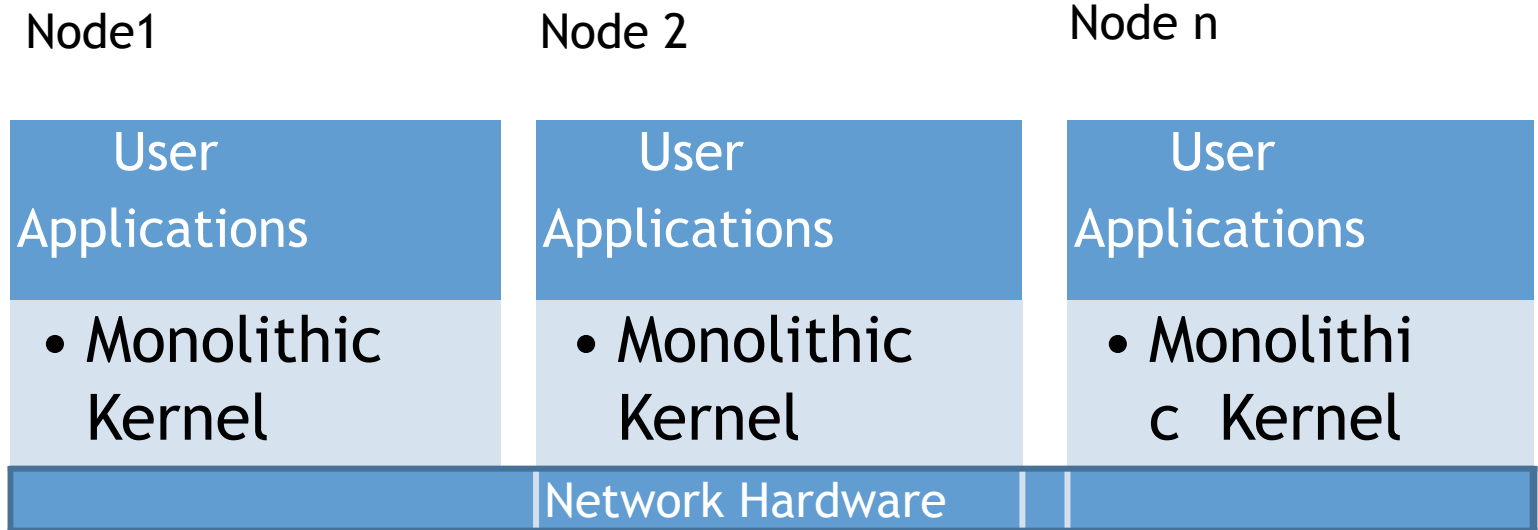 Node1
Node 2
Node n
User
Applications
User
Applications
User
Applications
• Monolithic
Kernel
• Monolithic
Kernel
• Monolithi
c Kernel
Network Hardware